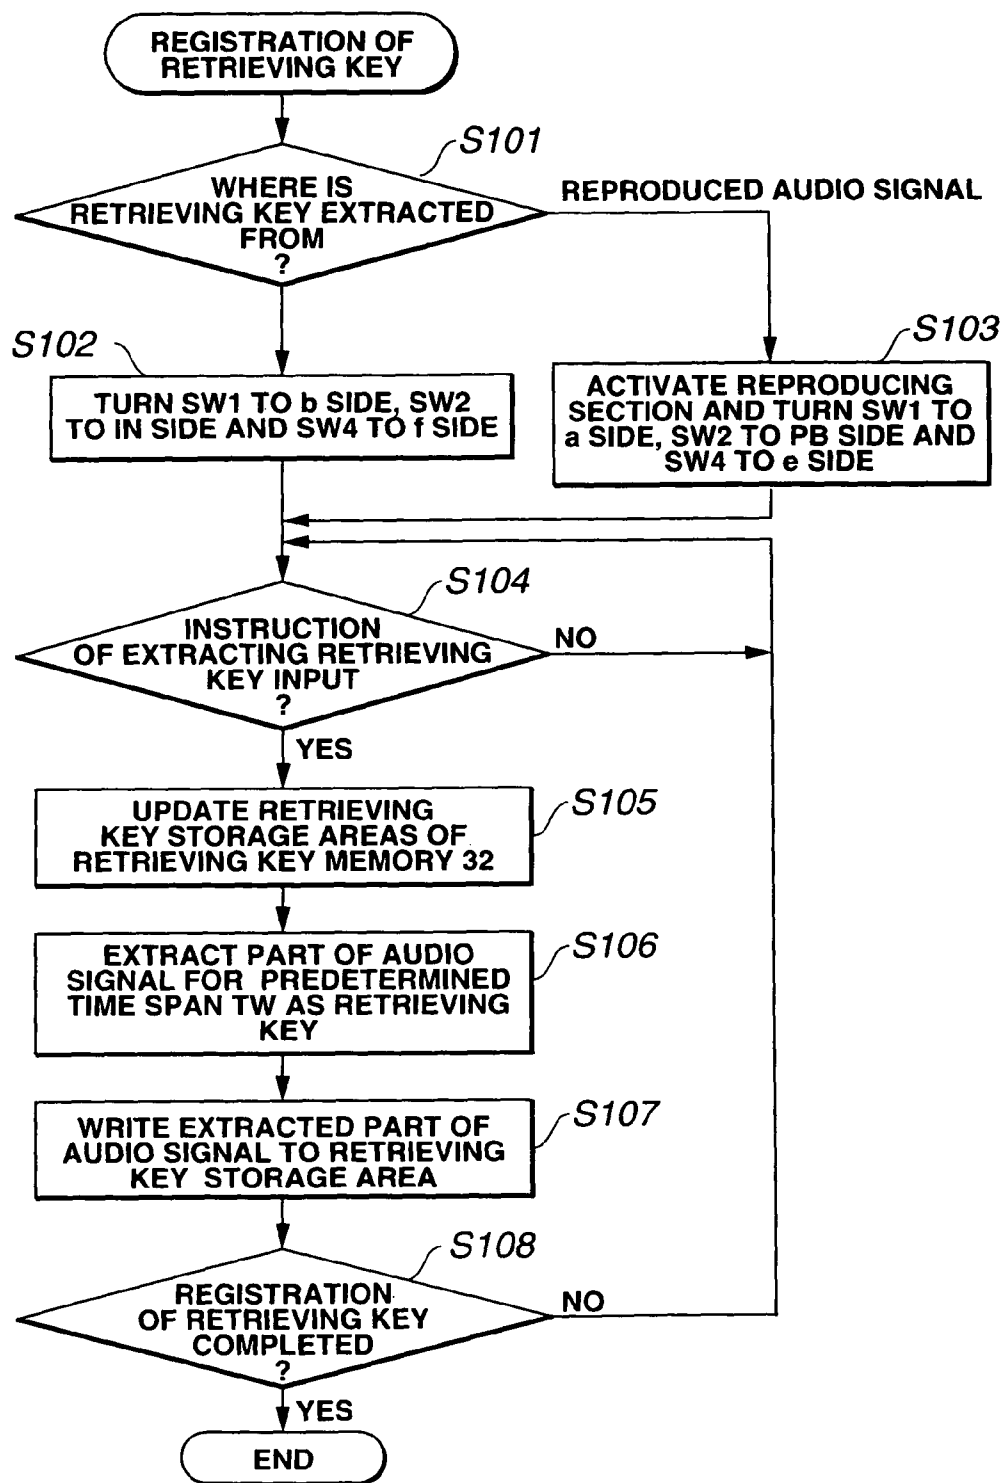 REGISTRATION OF
RETRIEVING KEY
S101
WHERE IS
RETRIEVING KEY EXTRACTED
FROM
?
REPRODUCED AUDIO SIGNAL
S102
TURN SW1 TO b SIDE, SW2
TO IN SIDE AND SW4 TO f SIDE
S103
ACTIVATE REPRODUCING
SECTION AND TURN SW1 TO
a SIDE, SW2 TO PB SIDE AND
SW4 TO e SIDE
S104
INSTRUCTION
OF EXTRACTING RETRIEVING
KEY INPUT
?
NO
YES
S105
UPDATE RETRIEVING
KEY STORAGE AREAS OF
RETRIEVING KEY MEMORY 32
S106
EXTRACT PART OF AUDIO
SIGNAL FOR PREDETERMINED
TIME SPAN TW AS RETRIEVING
KEY
S107
WRITE EXTRACTED PART OF
AUDIO SIGNAL TO RETRIEVING
KEY STORAGE AREA
S108
REGISTRATION
OF RETRIEVING KEY
COMPLETED
?
NO
YES
END